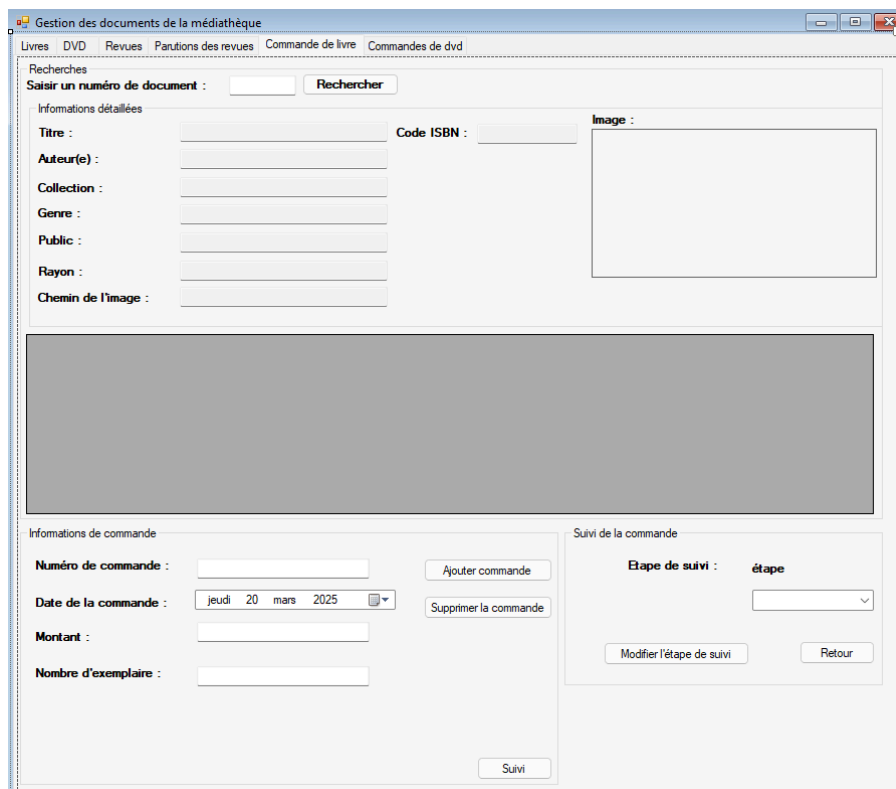 Gestion des documents de la médiathèque
Livres DVD Revues Parutions des revues Commande de livre Commandes de dvd
Recherches
Saisir un numéro de document : Rechercher
Informations détaillées
Titre : Code ISBN : Image :
Auteur(e) :
Collection :
Genre :
Public :
Rayon :
Chemin de l'image :
Informations de commande
Numéro de commande : Ajouter commande
Date de la commande : jeudi 20 mars 2025 Supprimer la commande
Montant :
Nombre d'exemplaire :
Suivi
Suivi de la commande
Etape de suivi : étape
Modifier l'étape de suivi Retour